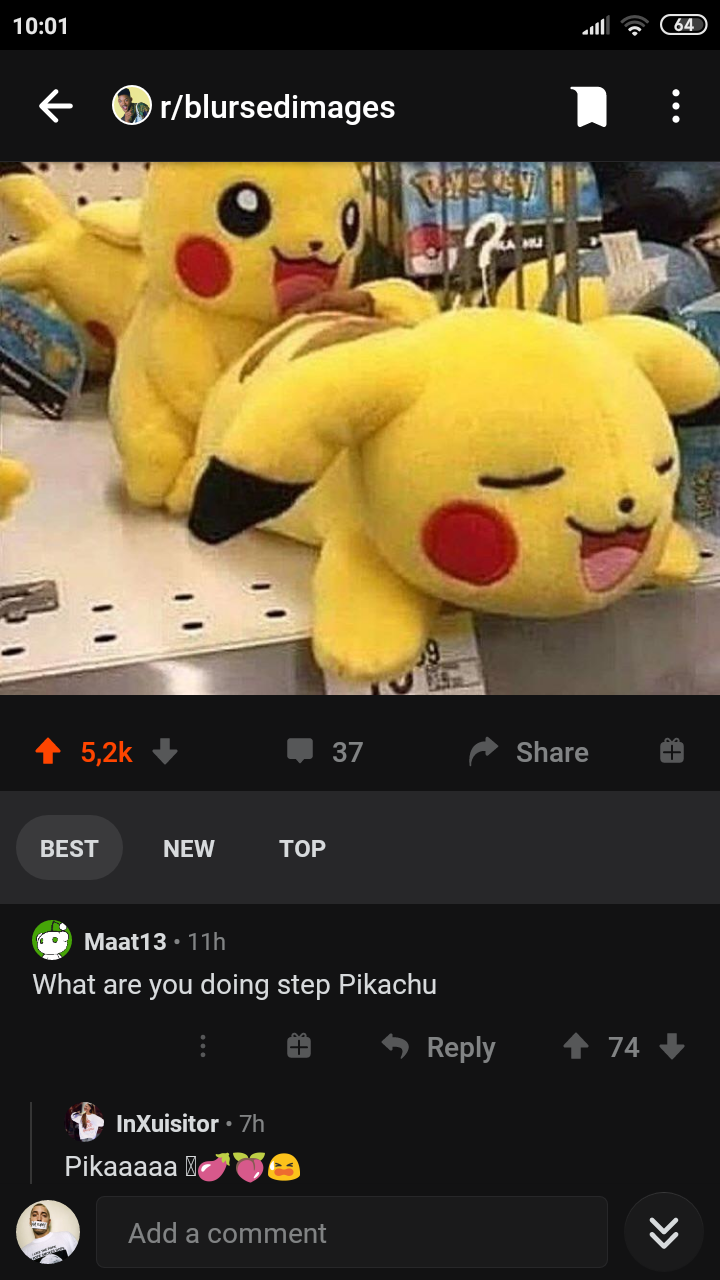 10:01
64
r/blursedimages
POKÉMON
5,2k
37
Share
BEST
NEW
TOP
Maat13 • 11h
What are you doing step Pikachu
Reply
74
InXuisitor • 7h
Pikaaaaa 🍆🍑😫
Add a comment